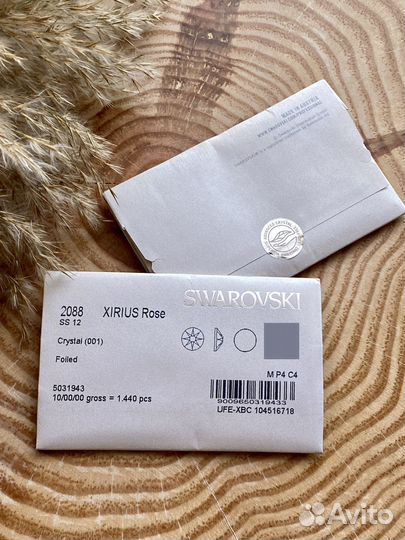 MADE IN AUSTRIA
SWAROVSKI
2088 XIRIUS Rose
SS 12
Crystal (001)
Foiled
M P4 C4
5031943
10/00/00 gross = 1.440 pcs
9009650319433
UFE-XBC 104516718
Avito